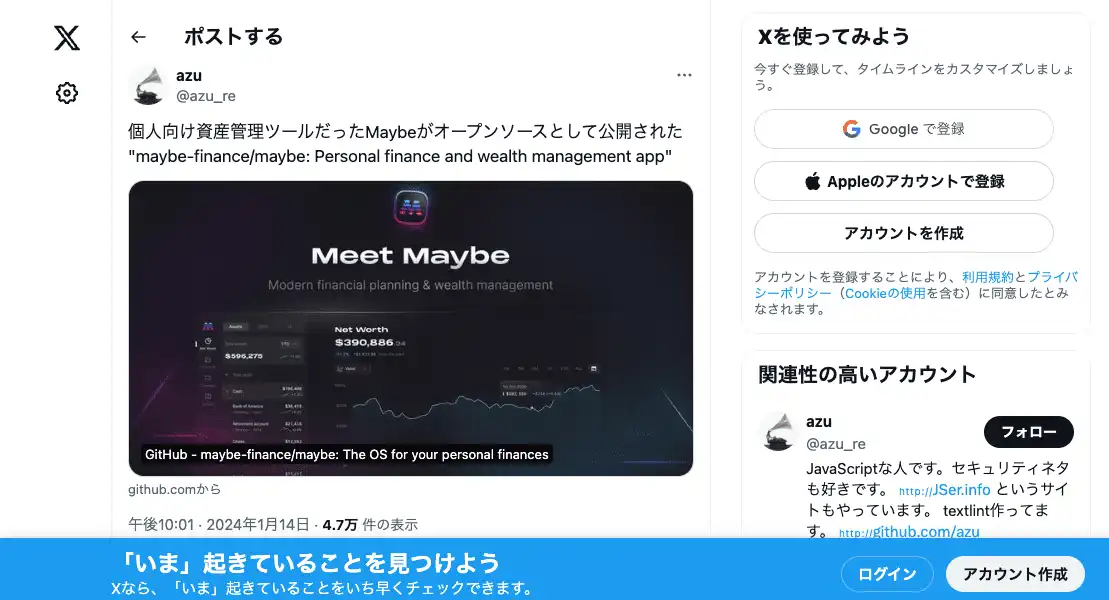 ポストする
azu
@azu_re
個人向け資産管理ツールだったMaybeがオープンソースとして公開された
"maybe-finance/maybe: Personal finance and wealth management app"
Meet Maybe
Modern financial planning & wealth management
Assets
$596,275
Net Worth
$390,886
GitHub - maybe-finance/maybe: The OS for your personal finances
github.comから
午後10:01 · 2024年1月14日 · 4.7万 件の表示
Xを使ってみよう
今すぐ登録して、タイムラインをカスタマイズしましょ
う。
Google で登録
Appleのアカウントで登録
アカウントを作成
アカウントを登録することにより、利用規約とプライバ
シーポリシー（Cookieの使用を含む）に同意したとみ
なされます。
関連性の高いアカウント
azu
@azu_re
フォロー
JavaScriptな人です。セキュリティネタ
も好きです。 http://JSer.info というサイ
トもやっています。 textlint作ってま
す。 http://github.com/azu
「いま」起きていることを見つけよう
Xなら、「いま」起きていることをいち早くチェックできます。
ログイン
アカウント作成